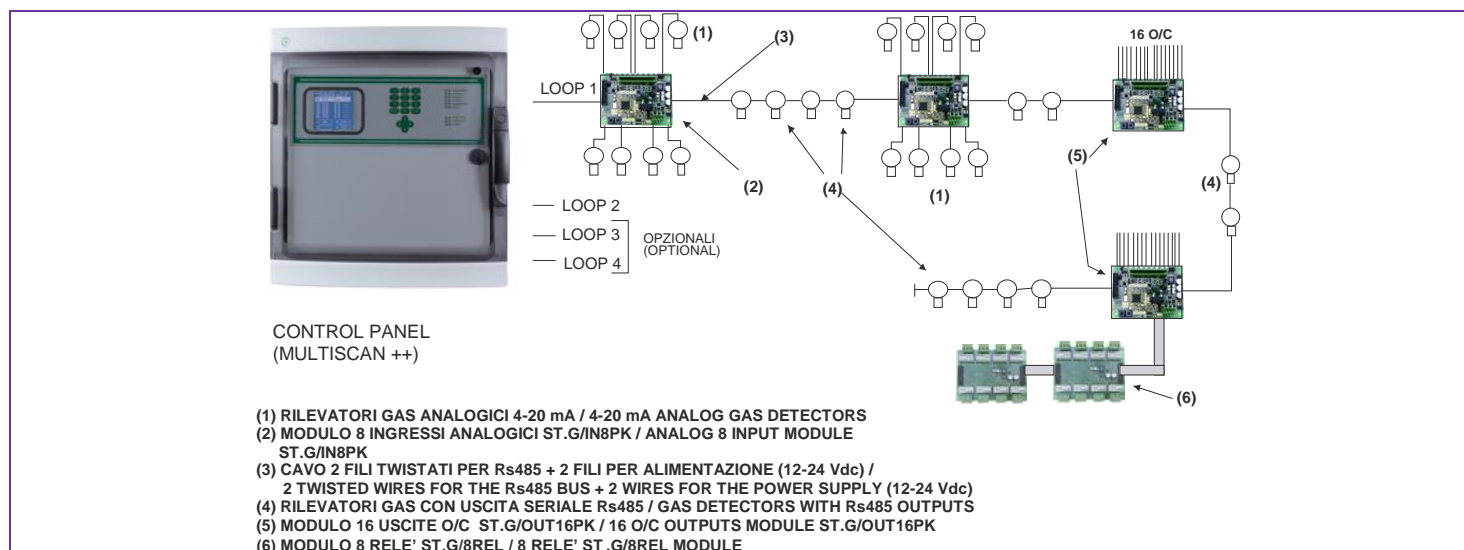 16 O/C
(1)
(3)
LOOP 1
(5)
(2)
(4)
(1)
(4)
LOOP 2
LOOP 3
OPZIONALI
(OPTIONAL)
LOOP 4
CONTROL PANEL
(MULTISCAN ++)
(6)
(1) RILEVATORI GAS ANALOGICI 4-20 mA / 4-20 mA ANALOG GAS DETECTORS
(2) MODULO 8 INGRESSI ANALOGICI ST.G/IN8PK / ANALOG 8 INPUT MODULE
ST.G/IN8PK
(3) CAVO 2 FILI TWISTATI PER Rs485 + 2 FILI PER ALIMENTAZIONE (12-24 Vdc) /
2 TWISTED WIRES FOR THE Rs485 BUS + 2 WIRES FOR THE POWER SUPPLY (12-24 Vdc)
(4) RILEVATORI GAS CON USCITA SERIALE Rs485 / GAS DETECTORS WITH Rs485 OUTPUTS
(5) MODULO 16 USCITE O/C ST.G/OUT16PK / 16 O/C OUTPUTS MODULE ST.G/OUT16PK
(6) MODULO 8 RELE' ST.G/8REL / 8 RELE' ST .G/8REL MODULE